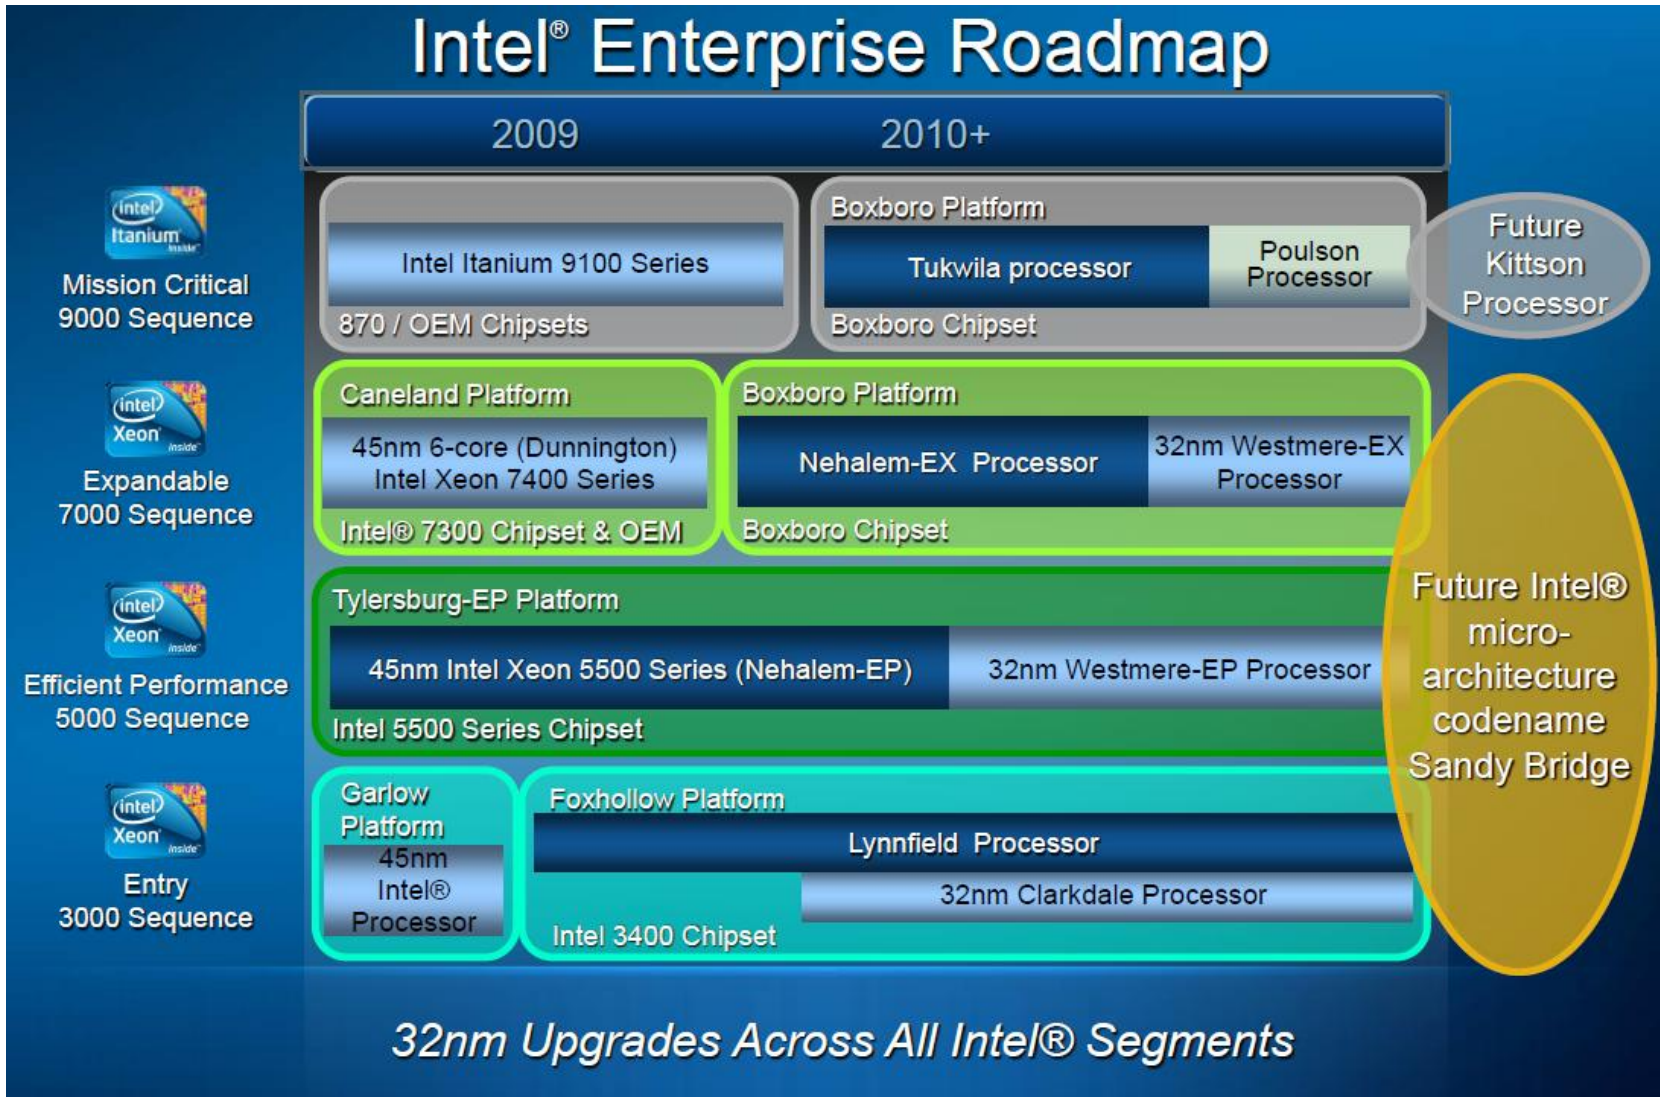 Intel® Enterprise Roadmap
2009
2010+
intel
Itanium
inside™
Mission Critical
9000 Sequence
Intel Itanium 9100 Series
870 / OEM Chipsets
Boxboro Platform
Tukwila processor
Poulson
Processor
Boxboro Chipset
Future
Kittson
Processor
intel
Xeon
inside™
Expandable
7000 Sequence
Caneland Platform
45nm 6-core (Dunnington)
Intel Xeon 7400 Series
Intel® 7300 Chipset & OEM
Boxboro Platform
Nehalem-EX Processor
32nm Westmere-EX
Processor
Boxboro Chipset
intel
Xeon
inside™
Efficient Performance
5000 Sequence
Tylersburg-EP Platform
45nm Intel Xeon 5500 Series (Nehalem-EP)
32nm Westmere-EP Processor
Intel 5500 Series Chipset
Future Intel®
micro-
architecture
codename
Sandy Bridge
intel
Xeon
inside™
Entry
3000 Sequence
Garlow
Platform
45nm
Intel®
Processor
Foxhollow Platform
Lynnfield Processor
32nm Clarkdale Processor
Intel 3400 Chipset
32nm Upgrades Across All Intel® Segments